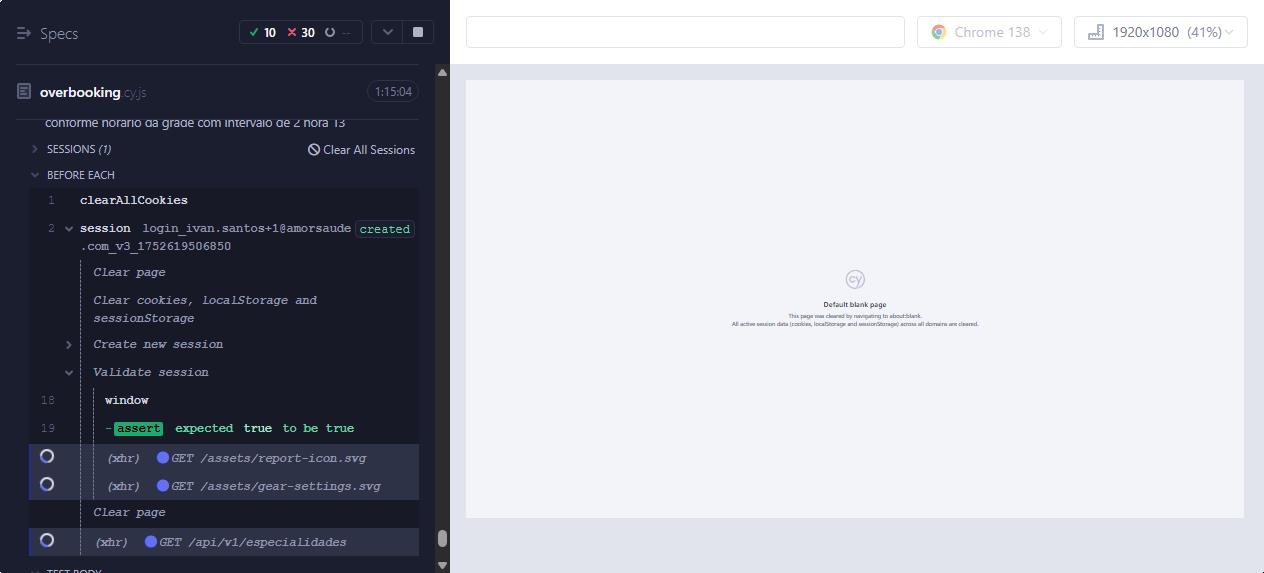 Specs
10 30 --
overbooking.cy.js
1:15:04
conforme horário da grade com intervalo de 2 hora 13
SESSIONS (1)
Clear All Sessions
BEFORE EACH
1 clearAllCookies
2 session login_ivan.santos+1@amorsaude created
.com_v3_1752619506850
Clear page
Clear cookies, localStorage and
sessionStorage
Create new session
Validate session
18 window
19 -assert expected true to be true
(xhr) GET /assets/report-icon.svg
(xhr) GET /assets/gear-settings.svg
Clear page
(xhr) GET /api/v1/especialidades
TEST BODY
Chrome 138
1920x1080 (41%)
cy
Default blank page
This page was cleared by navigating to about:blank.
All active session data (cookies, localStorage and sessionStorage) across all domains are cleared.